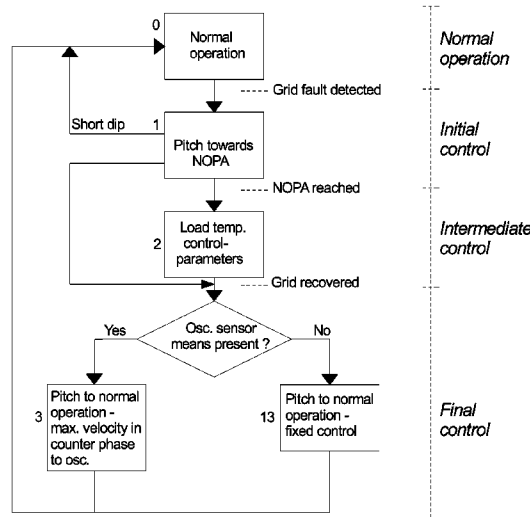 0
Normal
operation
Normal
operation
Grid fault detected
Short dip
1
Pitch towards
NOPA
Initial
control
NOPA reached
2
Load temp.
control-
parameters
Intermediate
control
Grid recovered
Yes
Osc. sensor
means present ?
No
3
Pitch to normal
operation -
max. velocity in
counter phase
to osc.
13
Pitch to normal
operation -
fixed control
Final
control